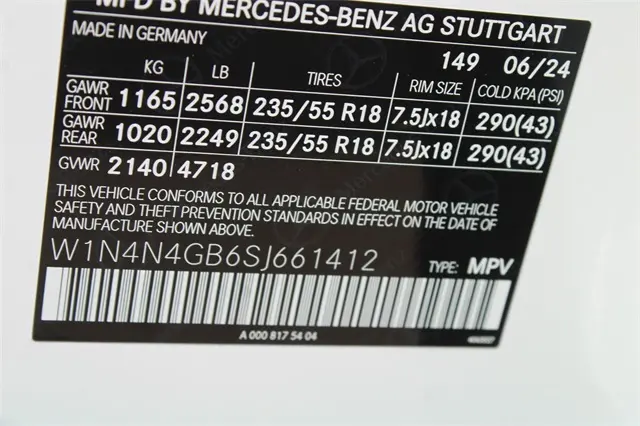 MFD BY MERCEDES-BENZ AG STUTTGART
MADE IN GERMANY 149 06/24
KG LB TIRES RIM SIZE COLD KPA(PSI)
GAWR FRONT 1165 2568 235/55 R18 7.5Jx18 290(43)
GAWR REAR 1020 2249 235/55 R18 7.5Jx18 290(43)
GVWR 2140 4718
THIS VEHICLE CONFORMS TO ALL APPLICABLE FEDERAL MOTOR VEHICLE
SAFETY AND THEFT PREVENTION STANDARDS IN EFFECT ON THE DATE OF
MANUFACTURE SHOWN ABOVE.
W1N4N4GB6SJ661412 TYPE: MPV
A 000 817 54 04